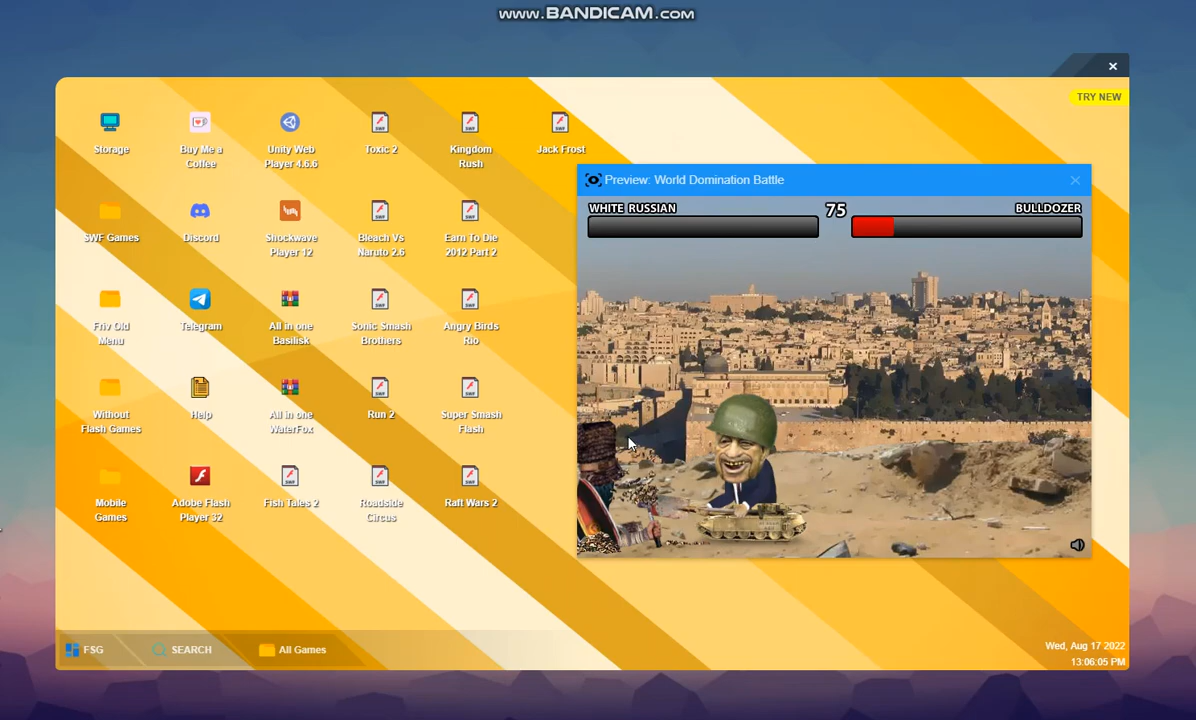 WWW.BANDICAM.COM
TRY NEW
Storage
Buy Me a
Coffee
Unity Web
Player 4.6.6
Toxic 2
Kingdom
Rush
Jack Frost
Preview: World Domination Battle
WHITE RUSSIAN
75
BULLDOZER
SWF Games
Discord
Shockwave
Player 12
Bleach Vs
Naruto 2.6
Earn To Die
2012 Part 2
Friv Old
Menu
Telegram
All in one
Basilisk
Sonic Smash
Brothers
Angry Birds
Rio
Without
Flash Games
Help
All in one
WaterFox
Run 2
Super Smash
Flash
Mobile
Games
Adobe Flash
Player 32
Fish Tales 2
Roadside
Circus
Raft Wars 2
FSG
SEARCH
All Games
Wed, Aug 17 2022
13:06:05 PM